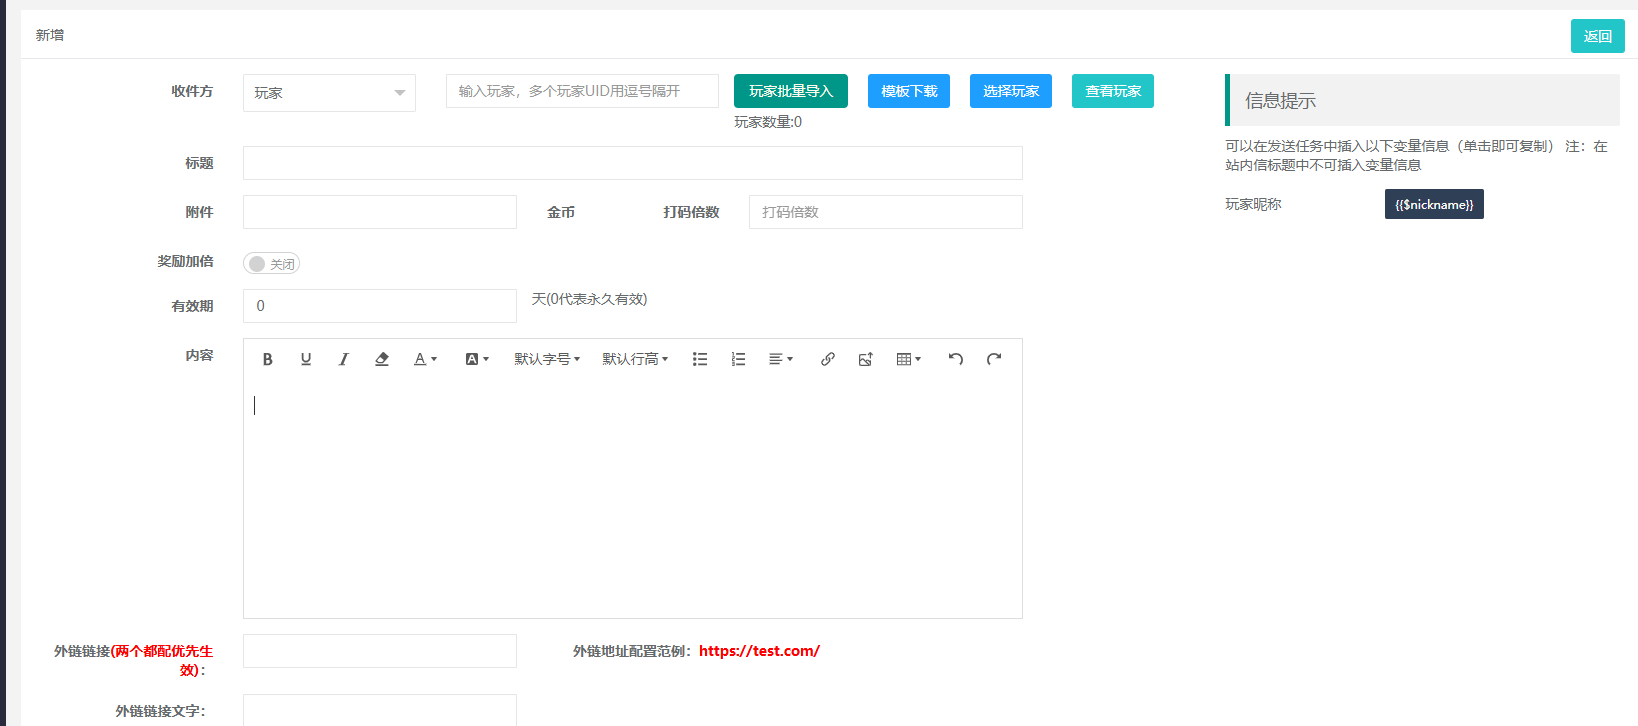 新增
返回
收件方
玩家
输入玩家，多个玩家UID用逗号隔开
玩家批量导入
模板下载
选择玩家
查看玩家
玩家数量:0
信息提示
可以在发送任务中插入以下变量信息（单击即可复制） 注：在
站内信标题中不可插入变量信息
玩家昵称
{{$nickname}}
标题
附件
金币
打码倍数
打码倍数
奖励加倍
关闭
有效期
0
天(0代表永久有效)
内容
B U I A A 默认字号 默认行高
外链链接(两个都配优先生
效)：
外链地址配置范例：https://test.com/
外链链接文字：